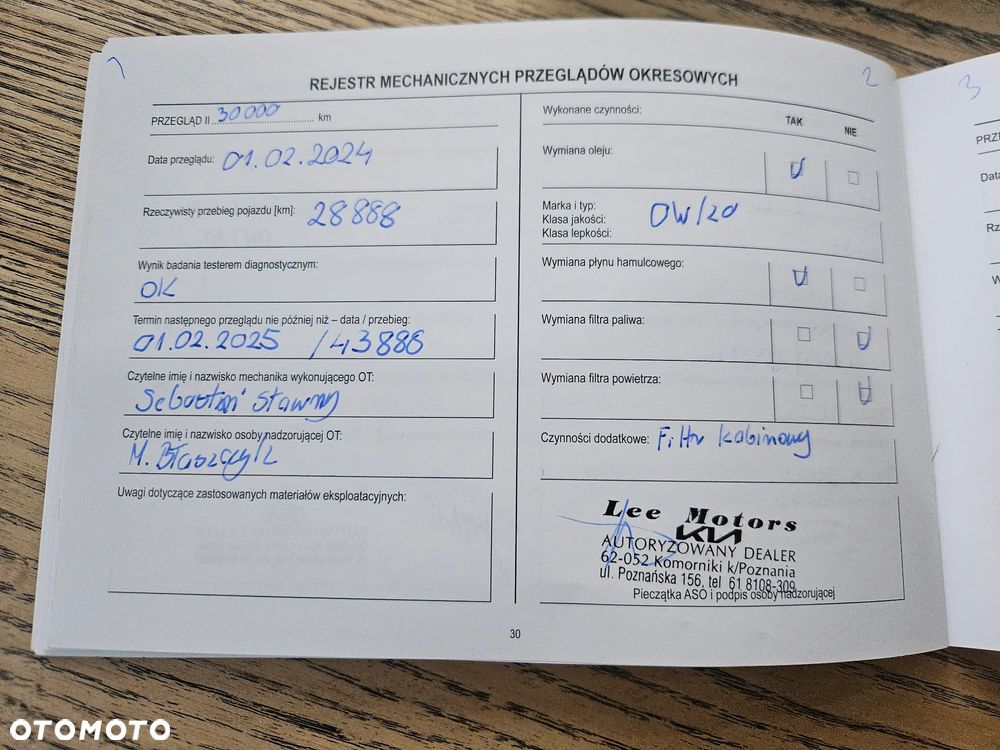 1
2
3
REJESTR MECHANICZNYCH PRZEGLĄDÓW OKRESOWYCH
PRZEGLĄD II 30000 km
Data przeglądu: 01.02.2024
Rzeczywisty przebieg pojazdu [km]: 28888
Wynik badania testerem diagnostycznym:
OK
Termin następnego przeglądu nie później niż – data / przebieg:
01.02.2025 / 43888
Czytelne imię i nazwisko mechanika wykonującego OT:
Sebastian Stawny
Czytelne imię i nazwisko osoby nadzorującej OT:
M. Błaszczyk
Uwagi dotyczące zastosowanych materiałów eksploatacyjnych:
Wykonane czynności:
TAK NIE
Wymiana oleju:
Marka i typ:
Klasa jakości: 0W/20
Klasa lepkości:
Wymiana płynu hamulcowego:
Wymiana filtra paliwa:
Wymiana filtra powietrza:
Czynności dodatkowe: Filtr kabinowy
Lee Motors
KIA
AUTORYZOWANY DEALER
62-052 Komorniki k/Poznania
ul. Poznańska 156, tel 61 8108-309
Pieczątka ASO i podpis osoby nadzorującej
30
PRZE
Data
Rz
W
OTOMOTO